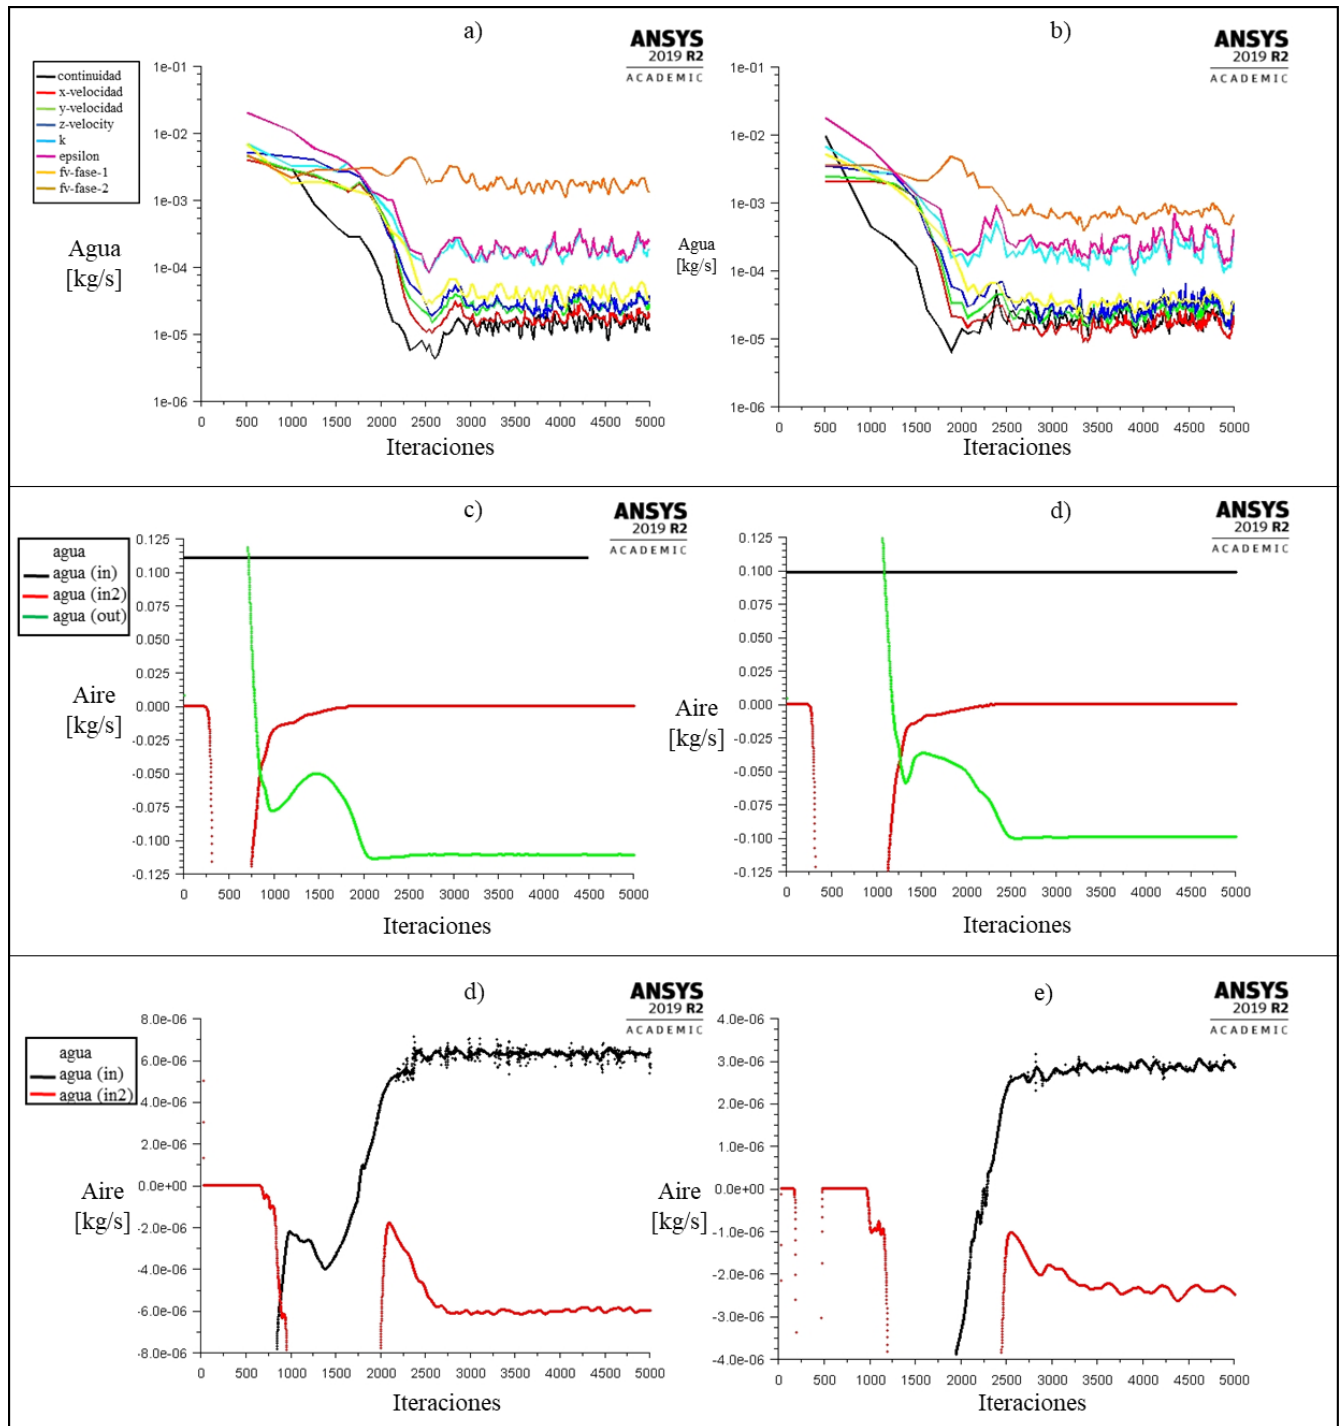 a)
ANSYS
2019 R2
ACADEMIC
continuidad
x-velocidad
y-velocidad
z-velocity
k
epsilon
fv-fase-1
fv-fase-2
Agua
[kg/s]
1e-01
1e-02
1e-03
1e-04
1e-05
1e-06
0 500 1000 1500 2000 2500 3000 3500 4000 4500 5000
Iteraciones
b)
ANSYS
2019 R2
ACADEMIC
Agua
[kg/s]
1e-01
1e-02
1e-03
1e-04
1e-05
1e-06
0 500 1000 1500 2000 2500 3000 3500 4000 4500 5000
Iteraciones
c)
ANSYS
2019 R2
ACADEMIC
agua
agua (in)
agua (in2)
agua (out)
Aire
[kg/s]
0.125
0.100
0.075
0.050
0.025
0.000
-0.025
-0.050
-0.075
-0.100
-0.125
0 500 1000 1500 2000 2500 3000 3500 4000 4500 5000
Iteraciones
d)
ANSYS
2019 R2
ACADEMIC
Aire
[kg/s]
0.125
0.100
0.075
0.050
0.025
0.000
-0.025
-0.050
-0.075
-0.100
-0.125
0 500 1000 1500 2000 2500 3000 3500 4000 4500 5000
Iteraciones
d)
ANSYS
2019 R2
ACADEMIC
agua
agua (in)
agua (in2)
Aire
[kg/s]
8.0e-06
6.0e-06
4.0e-06
2.0e-06
0.0e+00
-2.0e-06
-4.0e-06
-6.0e-06
-8.0e-06
0 500 1000 1500 2000 2500 3000 3500 4000 4500 5000
Iteraciones
e)
ANSYS
2019 R2
ACADEMIC
Aire
[kg/s]
4.0e-06
3.0e-06
2.0e-06
1.0e-06
0.0e+00
-1.0e-06
-2.0e-06
-3.0e-06
-4.0e-06
0 500 1000 1500 2000 2500 3000 3500 4000 4500 5000
Iteraciones